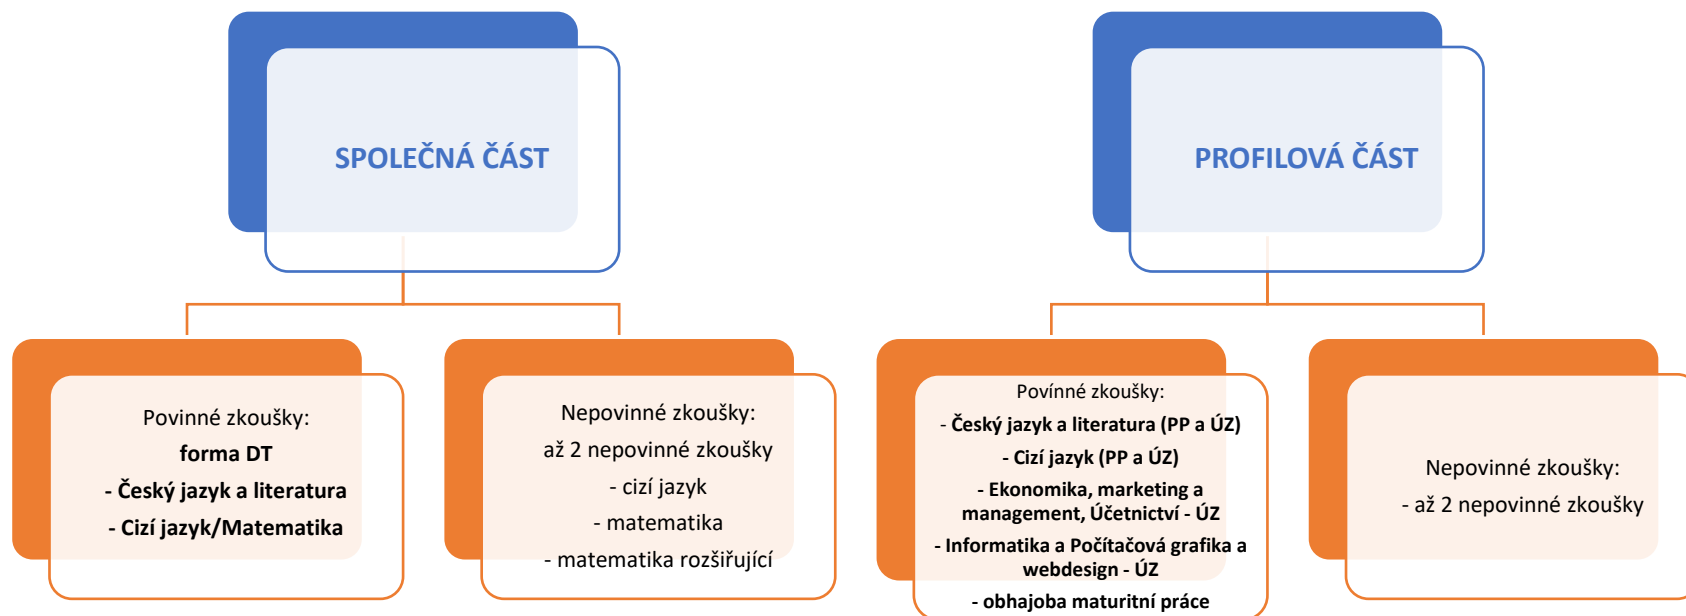 SPOLEČNÁ ČÁST
Povinné zkoušky:
forma DT
- Český jazyk a literatura
- Cizí jazyk/Matematika
Nepovinné zkoušky:
až 2 nepovinné zkoušky
- cizí jazyk
- matematika
- matematika rozšiřující
PROFILOVÁ ČÁST
Povínné zkoušky:
- Český jazyk a literatura (PP a ÚZ)
- Cizí jazyk (PP a ÚZ)
- Ekonomika, marketing a
management, Účetnictví - ÚZ
- Informatika a Počítačová grafika a
webdesign - ÚZ
- obhajoba maturitní práce
Nepovinné zkoušky:
- až 2 nepovinné zkoušky